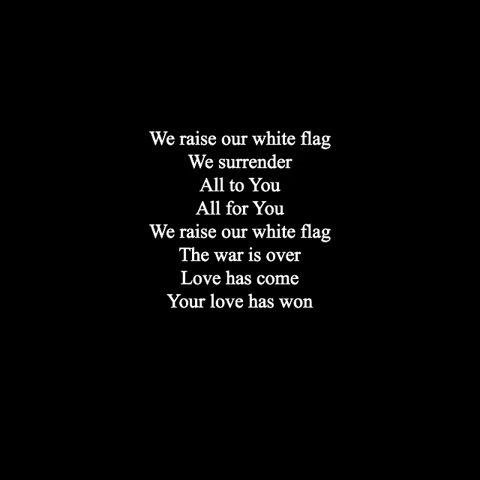 We raise our white flag
We surrender
All to You
All for You
We raise our white flag
The war is over
Love has come
Your love has won